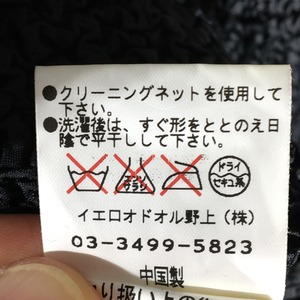 ●クリーニングネットを使用して
下さい。
●洗濯後は、すぐ形をととのえ日
陰で平干しして下さい。
ドライ
セキユ系
イエロオドオル野上（株）
03-3499-5823
中国製